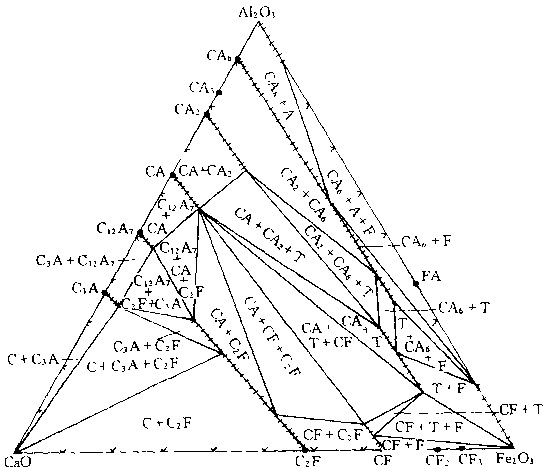 Al₂O₃
CA₆
CA₆ + A
CA₃
CA₂
CA
CA+CA₂
CA₂ + CA₆
CA₆ + A + F
C₁₂A₇
+
CA
CA + CA₂ + T
CA₂ + CA₆ + T
CA₆ + F
C₁₂A₇
C₁₂A₇
+
CA
+
C₂F
C₃A + C₁₂A₇
FA
C₃A
C₁₂A₇
+
C₂F+C₃A
CA₆ + T
T
CA +
T + CF
CA₆
+
F
T
CA + C₂F
CA + CF + C₂F
C₃A + C₂F
C + C₃A
C + C₃A + C₂F
T + F
CF + T
C + C₂F
CF + C₂F
CF + T + F
CF + F
CaO
C₂F
CF
CF₂
CF₃
Fe₂O₃